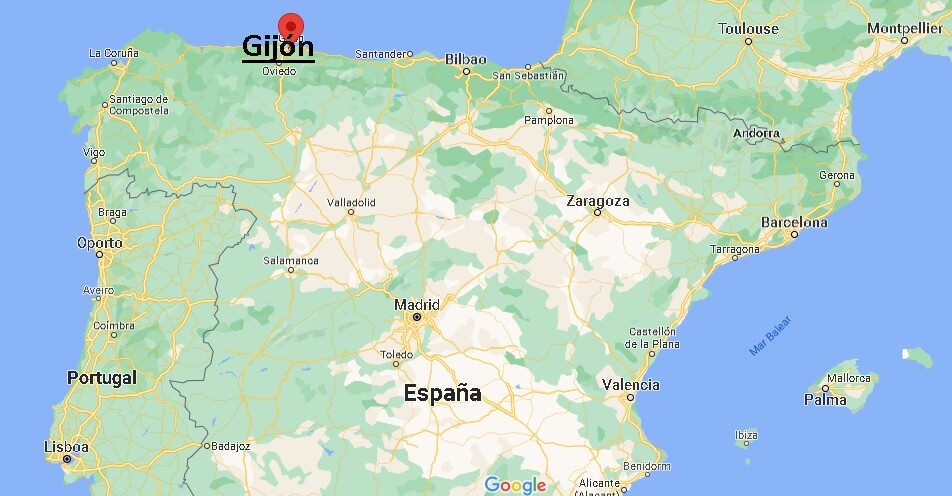 Toulouse
Montpellier
Gijón
La Coruña
Santander
Bilbao
Oviedo
San Sebastián
Santiago de
Compostela
Pamplona
Andorra
Vigo
Gerona
Valladolid
Zaragoza
Braga
Barcelona
Oporto
Tarragona
Salamanca
Aveiro
Madrid
Coímbra
Castellón
de la Plana
Mar Balear
Toledo
Portugal
España
Valencia
Mallorca
Palma
Lisboa
Badajoz
Ibiza
Benidorm
Google
Alicante
(Alacant)